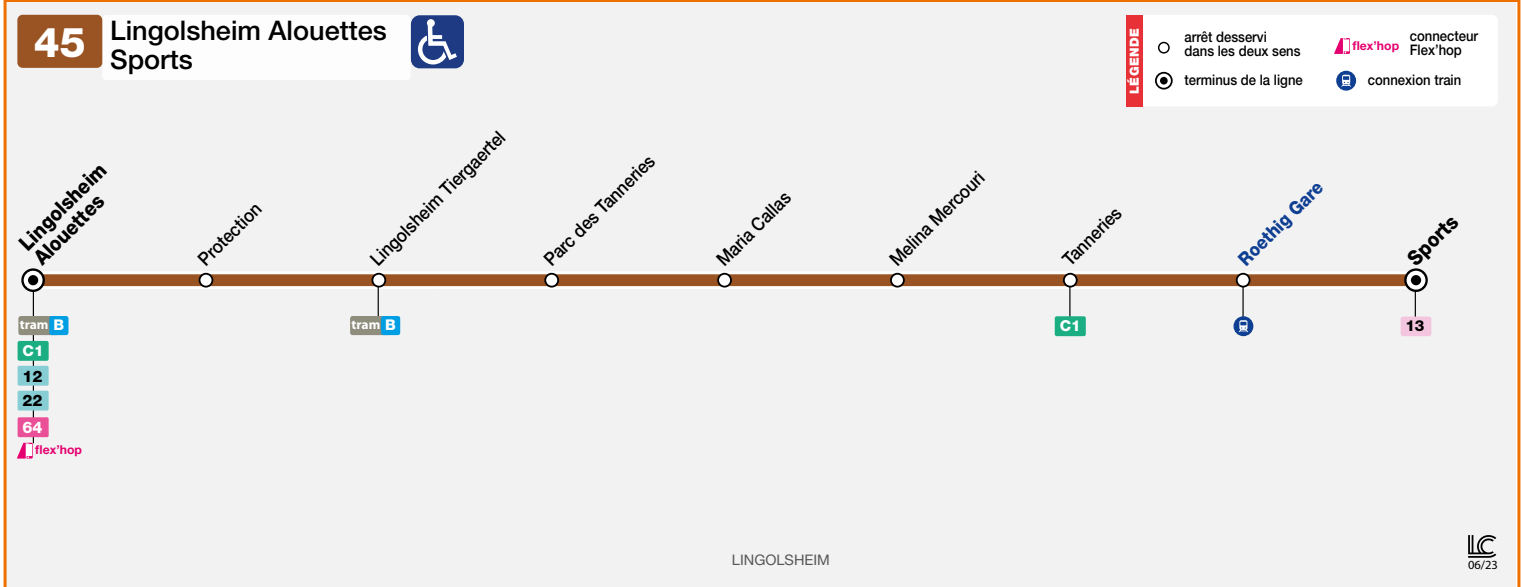 45
Lingolsheim Alouettes
Sports
LÉGENDE
arrêt desservi
dans les deux sens
terminus de la ligne
flex'hop
connecteur
Flex'hop
connexion train
Lingolsheim
Alouettes
Protection
Lingolsheim Tiergaertel
Parc des Tanneries
Maria Callas
Melina Mercouri
Tanneries
Roethig Gare
Sports
tram B
C1
12
22
64
flex'hop
tram B
C1
13
LINGOLSHEIM
LC
06/23